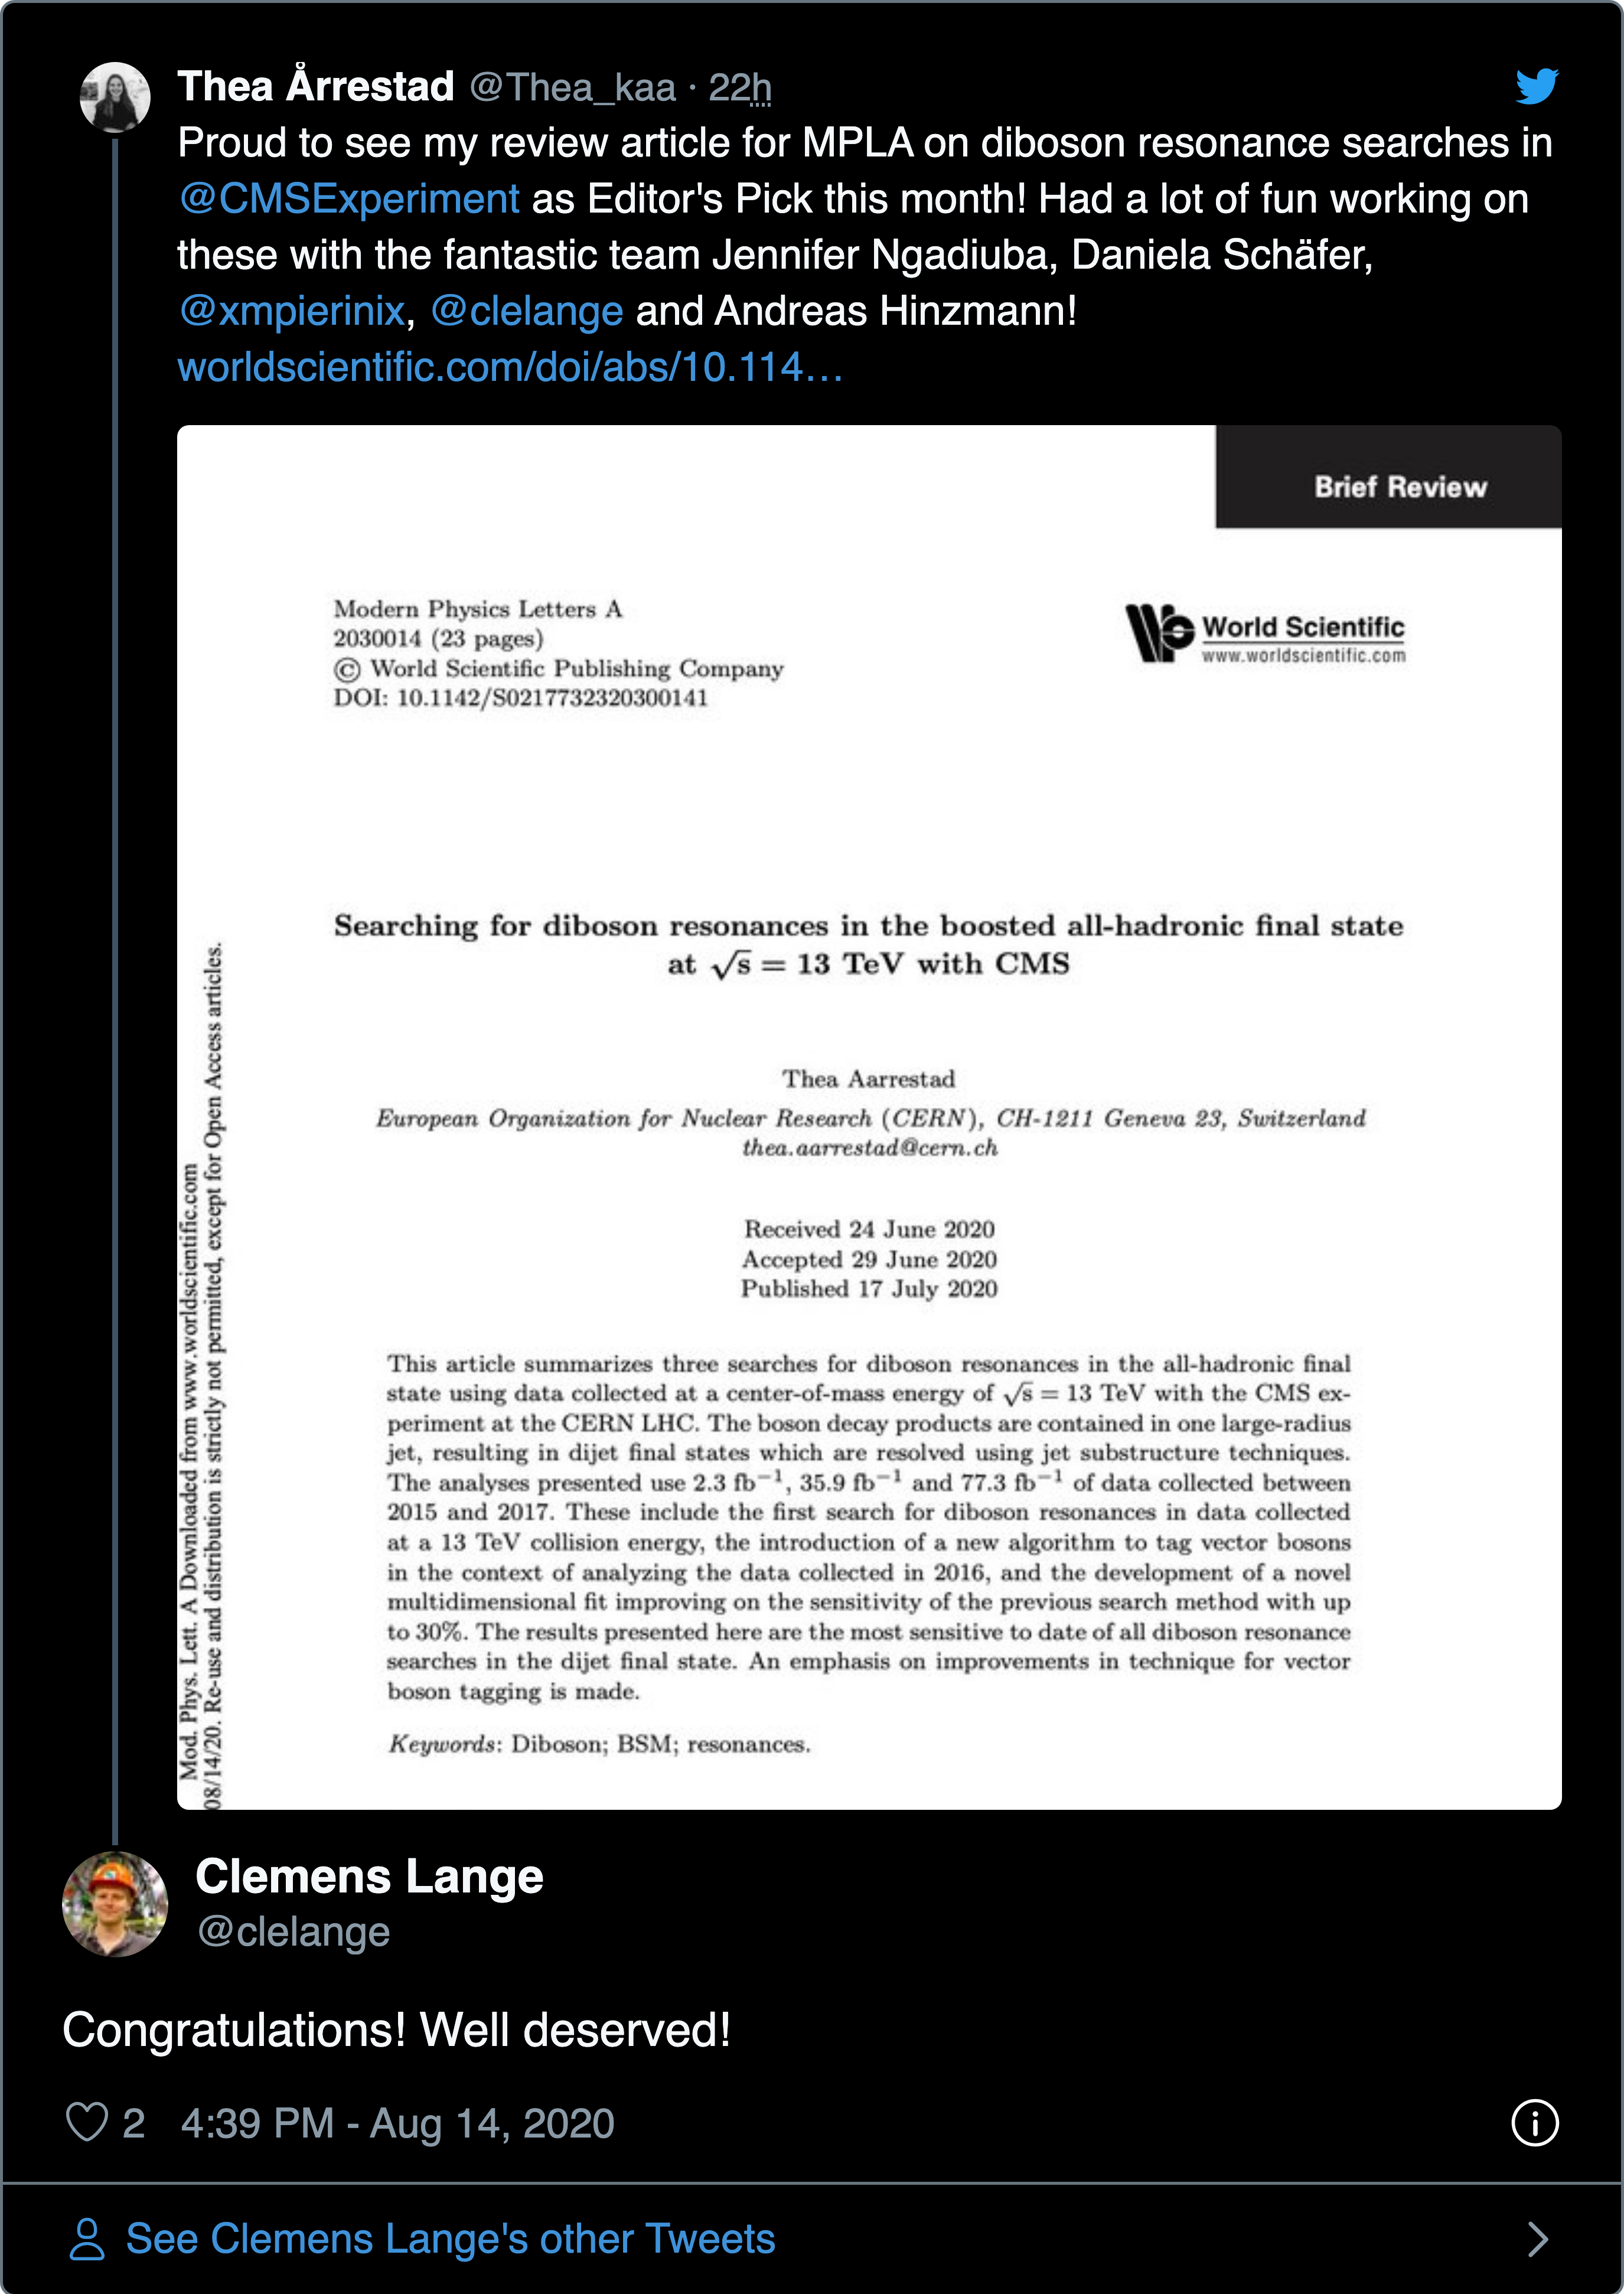 Thea Årrestad @Thea_kaa · 22h
Proud to see my review article for MPLA on diboson resonance searches in
@CMSExperiment as Editor's Pick this month! Had a lot of fun working on
these with the fantastic team Jennifer Ngadiuba, Daniela Schäfer,
@xmpierinix, @clelange and Andreas Hinzmann!
worldscientific.com/doi/abs/10.114…
Brief Review
Modern Physics Letters A
2030014 (23 pages)
© World Scientific Publishing Company
DOI: 10.1142/S0217732320300141
World Scientific
www.worldscientific.com
Searching for diboson resonances in the boosted all-hadronic final state
at √s = 13 TeV with CMS
Thea Aarrestad
European Organization for Nuclear Research (CERN), CH-1211 Geneva 23, Switzerland
thea.aarrestad@cern.ch
Received 24 June 2020
Accepted 29 June 2020
Published 17 July 2020
This article summarizes three searches for diboson resonances in the all-hadronic final
state using data collected at a center-of-mass energy of √s = 13 TeV with the CMS ex-
periment at the CERN LHC. The boson decay products are contained in one large-radius
jet, resulting in dijet final states which are resolved using jet substructure techniques.
The analyses presented use 2.3 fb⁻¹, 35.9 fb⁻¹ and 77.3 fb⁻¹ of data collected between
2015 and 2017. These include the first search for diboson resonances in data collected
at a 13 TeV collision energy, the introduction of a new algorithm to tag vector bosons
in the context of analyzing the data collected in 2016, and the development of a novel
multidimensional fit improving on the sensitivity of the previous search method with up
to 30%. The results presented here are the most sensitive to date of all diboson resonance
searches in the dijet final state. An emphasis on improvements in technique for vector
boson tagging is made.
Keywords: Diboson; BSM; resonances.
Mod. Phys. Lett. A Downloaded from www.worldscientific.com
08/14/20. Re-use and distribution is strictly not permitted, except for Open Access articles.
Clemens Lange
@clelange
Congratulations! Well deserved!
2 4:39 PM - Aug 14, 2020
See Clemens Lange's other Tweets